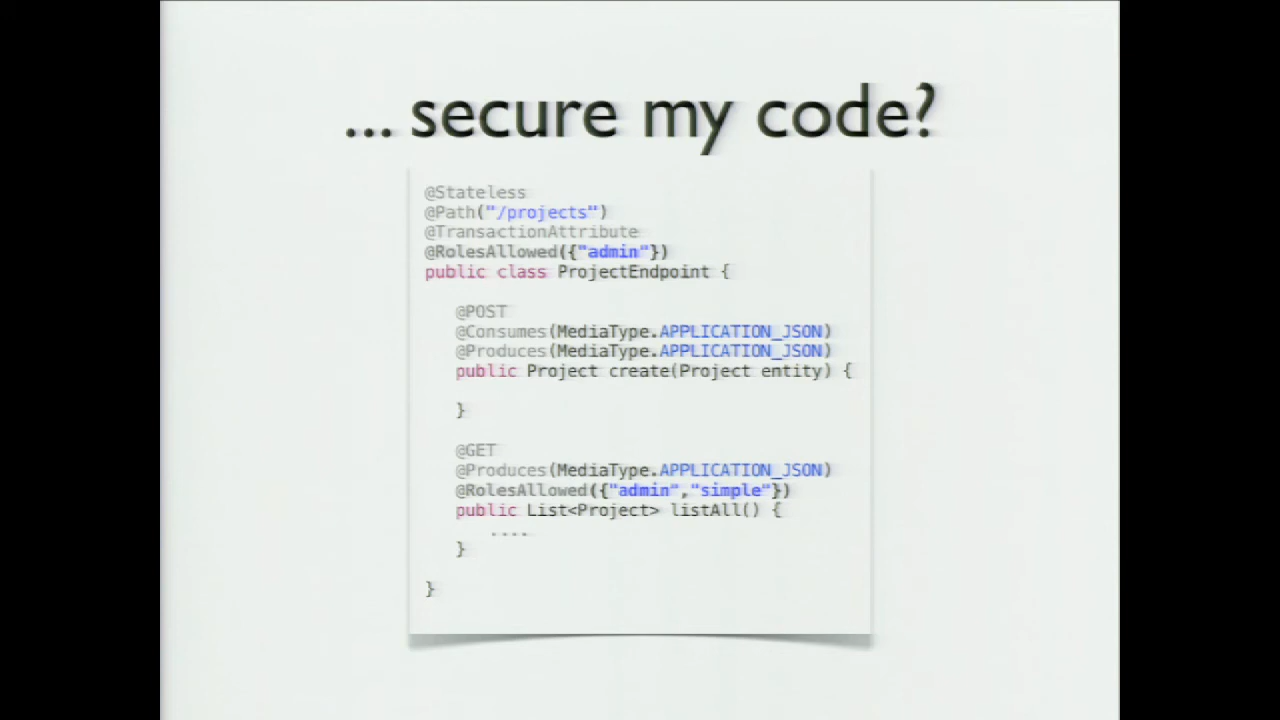 ... secure my code?
@Stateless
@Path("/projects")
@TransactionAttribute
@RolesAllowed({"admin"})
public class ProjectEndpoint {
@POST
@Consumes(MediaType.APPLICATION_JSON)
@Produces(MediaType.APPLICATION_JSON)
public Project create(Project entity) {
}
@GET
@Produces(MediaType.APPLICATION_JSON)
@RolesAllowed({"admin","simple"})
public List<Project> listAll() {
....
}
}